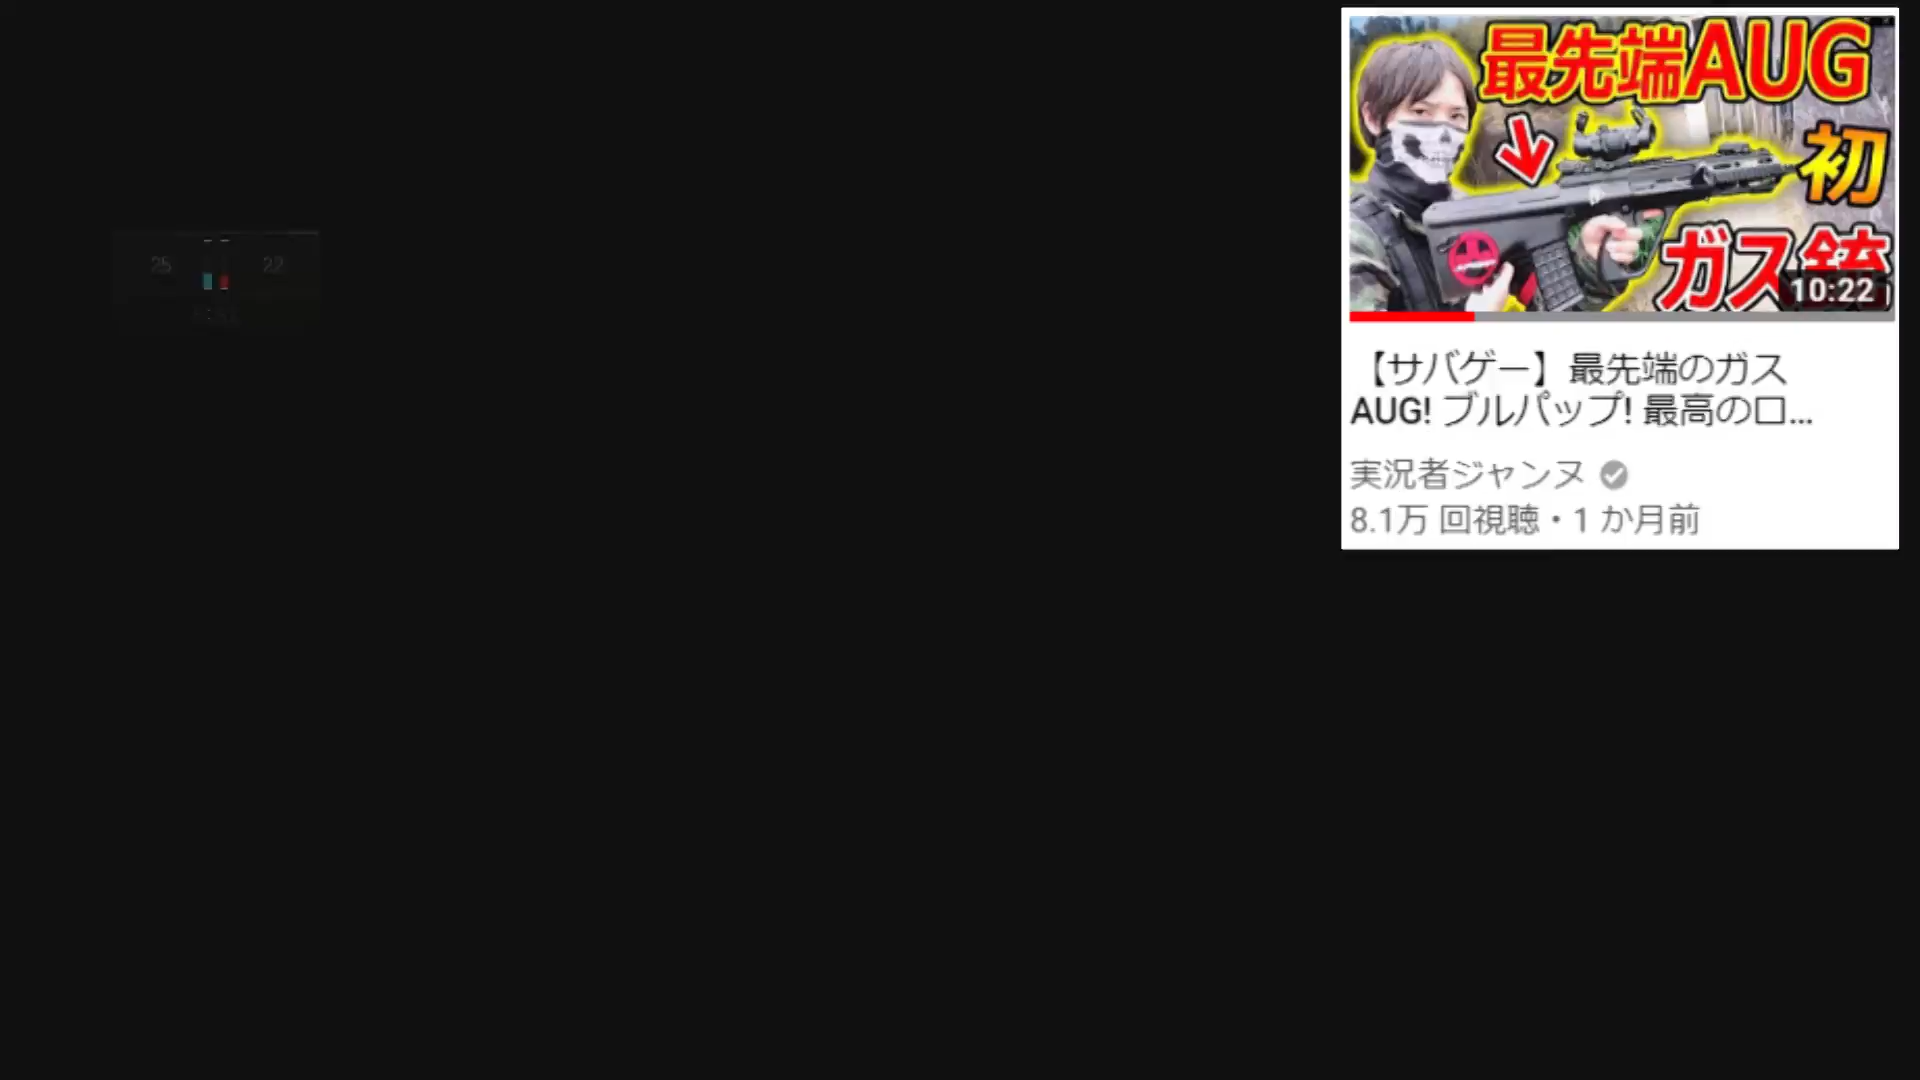 25
22
最先端AUG
初
ガス銃
10:22
【サバゲー】最先端のガス
AUG! ブルパップ! 最高のロ...
実況者ジャンヌ
8.1万 回視聴・1 か月前